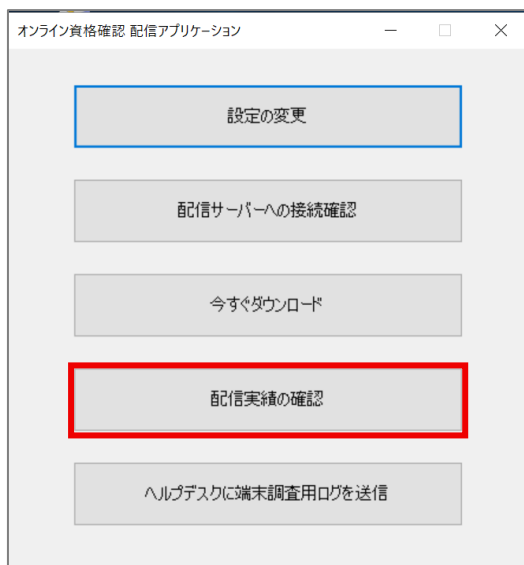 オンライン資格確認 配信アプリケーション
設定の変更
配信サーバーへの接続確認
今すぐダウンロード
配信実績の確認
ヘルプデスクに端末調査用ログを送信